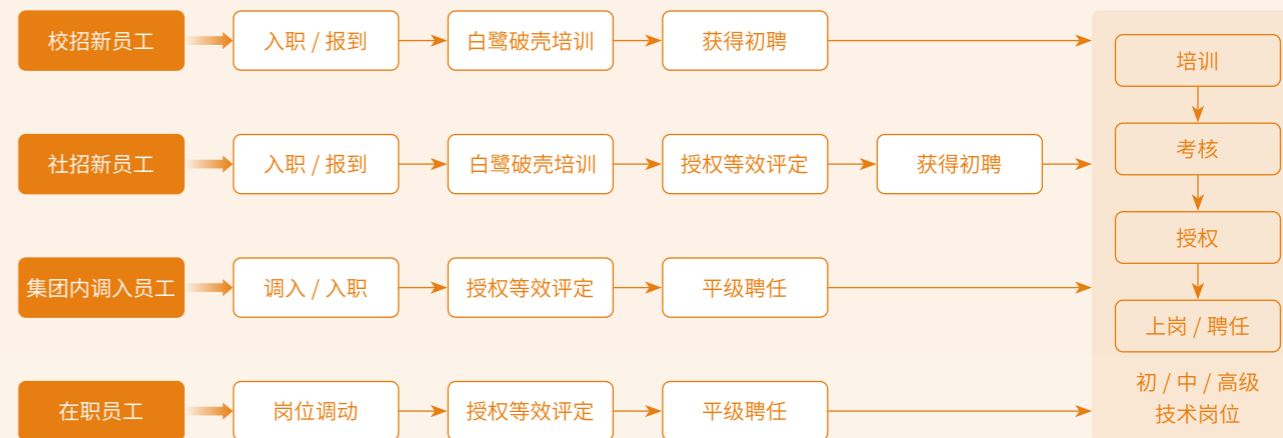 校招新员工
入职 / 报到
白鹭破壳培训
获得初聘
社招新员工
入职 / 报到
白鹭破壳培训
授权等效评定
获得初聘
集团内调入员工
调入 / 入职
授权等效评定
平级聘任
在职员工
岗位调动
授权等效评定
平级聘任
培训
考核
授权
上岗 / 聘任
初 / 中 / 高级
技术岗位